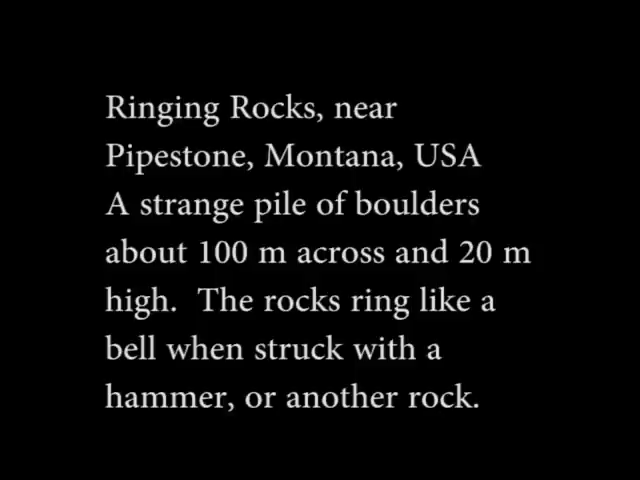 Ringing Rocks, near
Pipestone, Montana, USA
A strange pile of boulders
about 100 m across and 20 m
high.  The rocks ring like a
bell when struck with a
hammer, or another rock.